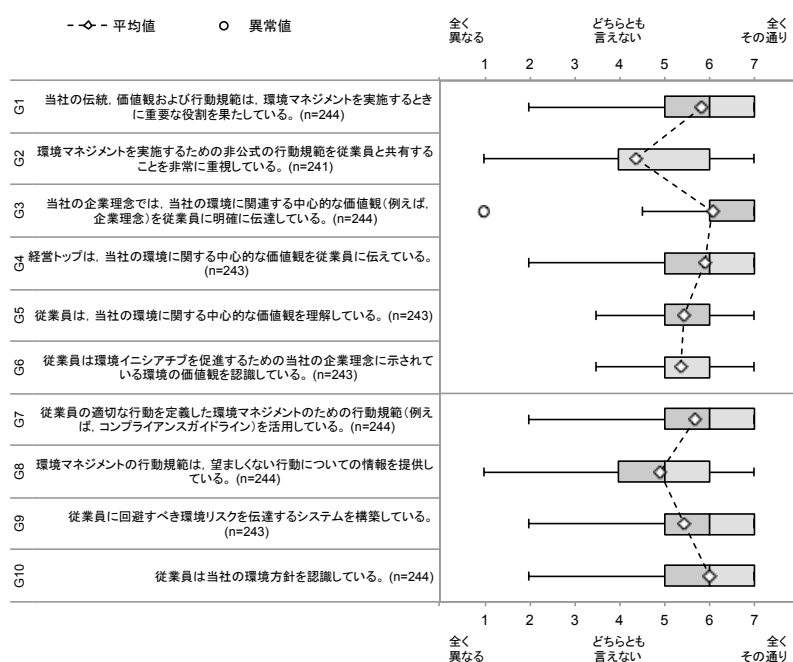 平均値
異常値
全く
異なる
どちらとも
言えない
全く
その通り
1 2 3 4 5 6 7
G1
当社の伝統，価値観および行動規範は，環境マネジメントを実施するとき
に重要な役割を果たしている。(n=244)
G2
環境マネジメントを実施するための非公式の行動規範を従業員と共有する
ことを非常に重視している。(n=241)
G3
当社の企業理念では，当社の環境に関連する中心的な価値観(例えば，
企業理念)を従業員に明確に伝達している。(n=244)
G4
経営トップは，当社の環境に関する中心的な価値観を従業員に伝えている。
(n=243)
G5
従業員は，当社の環境に関する中心的な価値観を理解している。(n=243)
G6
従業員は環境イニシアチブを促進するための当社の企業理念に示されて
いる環境の価値観を認識している。(n=243)
G7
従業員の適切な行動を定義した環境マネジメントのための行動規範(例え
ば，コンプライアンスガイドライン)を活用している。(n=244)
G8
環境マネジメントの行動規範は，望ましくない行動についての情報を提供し
ている。(n=244)
G9
従業員に回避すべき環境リスクを伝達するシステムを構築している。
(n=243)
G10
従業員は当社の環境方針を認識している。(n=244)
1 2 3 4 5 6 7
全く
異なる
どちらとも
言えない
全く
その通り